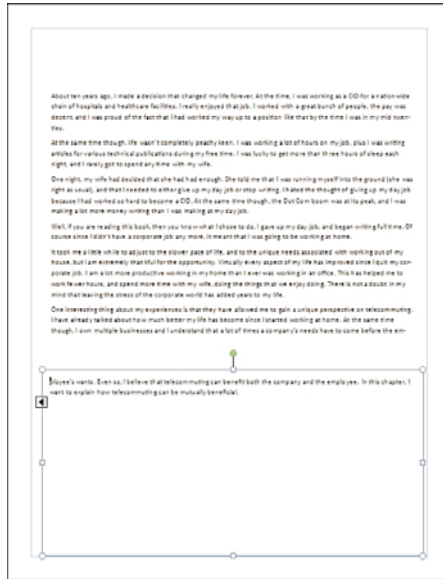 About ten years ago, I made a decision that changed my life forever. At the time, I was working as a CIO for a nationwide
chain of hospitals and healthcare facilities. I really enjoyed that job. I worked with a great bunch of people, the pay was
decent and I was proud of the fact that I had worked my way up to a position like that by the time I was in my mid twen-
ties.
At the same time though, life wasn't completely peachy keen. I was working a lot of hours on my job, plus I was writing
articles for various technical publications during my free time. I was lucky to get more than three hours of sleep each
night, and I rarely got to spend any time with my wife.
One night, my wife had decided that she had had enough. She told me that I was running myself into the ground (she was
right as usual), and that I needed to either give up my day job or stop writing. I hated the thought of giving up my day job
because I had worked so hard to become a CIO. At the same time though, the Dot Com boom was at its peak, and I was
making a lot more money writing than I was making at my day job.
Well, if you are reading this book, then you know what I chose to do. I gave up my day job, and began writing full time. Of
course since I didn't have a corporate job any more, it meant that I was going to be working at home.
It took me a little while to adjust to the slower pace of life, and to the unique needs associated with working out of my
house, but I am extremely thankful for the opportunity. Virtually every aspect of my life has improved since I quit my cor-
porate job. I am a lot more productive working in my home than I ever was working in an office. This has helped me to
work fewer hours, and spend more time with my wife, doing the things that we enjoy doing. There is not a doubt in my
mind that leaving the stress of the corporate world has added years to my life.
One interesting thing about my experiences is that they have allowed me to gain a unique perspective on telecommuting.
I have already talked about how much better my life has become since I started working at home. At the same time
though, I own multiple businesses and I understand that a lot of times a company's needs have to come before the em-
ployee's wants. Even so, I believe that telecommuting can benefit both the company and the employee. In this chapter, I
want to explain how telecommuting can be mutually beneficial.